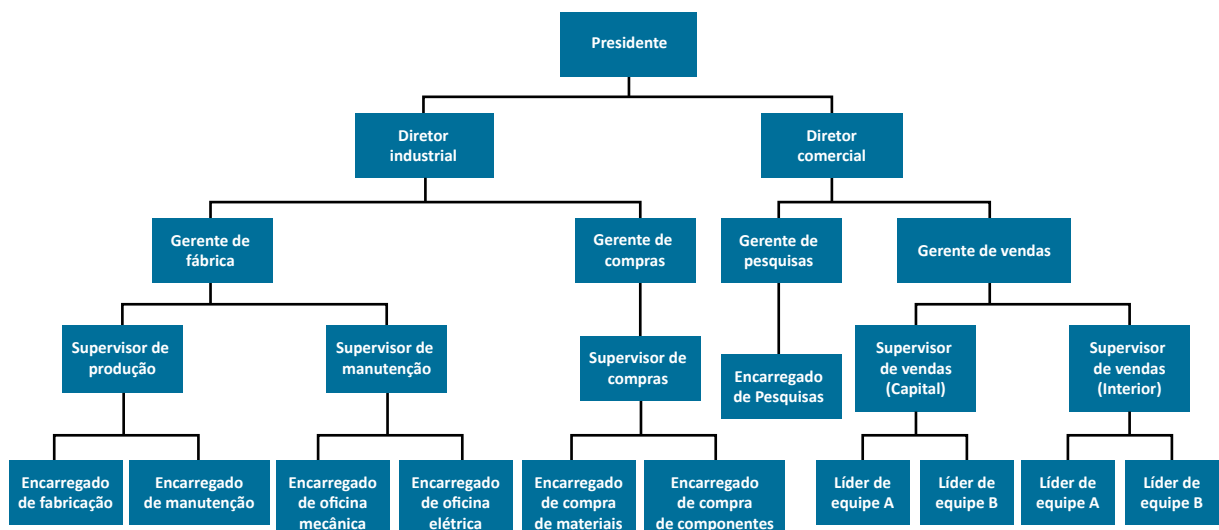 Presidente
Diretor
industrial
Diretor
comercial
Gerente de
fábrica
Gerente de
compras
Gerente de
pesquisas
Gerente de vendas
Supervisor de
produção
Supervisor de
manutenção
Supervisor de
compras
Encarregado
de Pesquisas
Supervisor
de vendas
(Capital)
Supervisor
de vendas
(Interior)
Encarregado
de fabricação
Encarregado
de manutenção
Encarregado
de oficina
mecânica
Encarregado
de oficina
elétrica
Encarregado
de compra
de materiais
Encarregado
de compra
de componentes
Líder de
equipe A
Líder de
equipe B
Líder de
equipe A
Líder de
equipe B